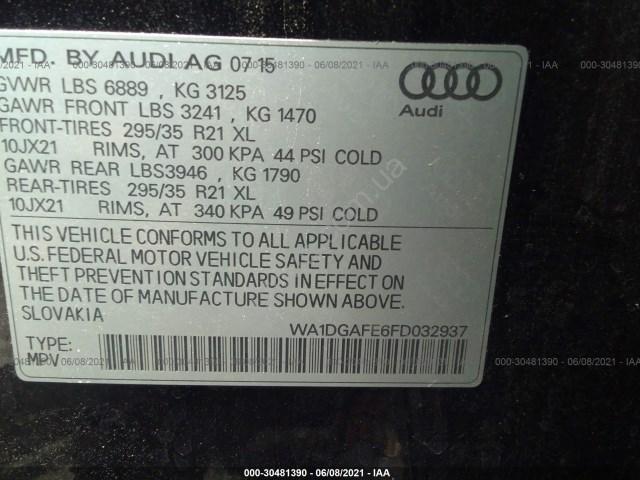 MFD. BY AUDI AG 15
GVWR LBS 6889 , KG 3125
GAWR FRONT LBS 3241 , KG 1470
FRONT-TIRES 295/35 R21 XL
10JX21 RIMS, AT 300 KPA 44 PSI COLD
GAWR REAR LBS3946 , KG 1790
REAR-TIRES 295/35 R21 XL
10JX21 RIMS, AT 340 KPA 49 PSI COLD
Audi
THIS VEHICLE CONFORMS TO ALL APPLICABLE
U.S. FEDERAL MOTOR VEHICLE SAFETY AND
THEFT PREVENTION STANDARDS IN EFFECT ON
THE DATE OF MANUFACTURE SHOWN ABOVE.
SLOVAKIA
WA1DGAFE6FD032937
TYPE:
MPV
000-30481390 - 06/08/2021 - IAA